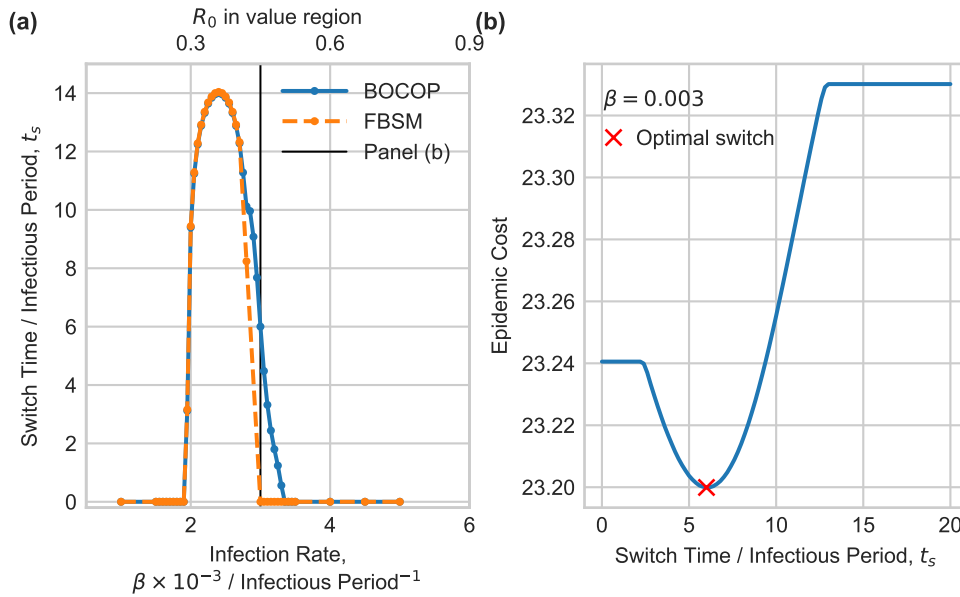 (a)
R₀ in value region
0.3 0.6 0.9
14
12
10
8
6
4
2
0
Switch Time / Infectious Period, tₛ
BOCOP
FBSM
Panel (b)
2 4 6
Infection Rate,
β × 10⁻³ / Infectious Period⁻¹
(b)
23.32
23.30
23.28
23.26
23.24
23.22
23.20
Epidemic Cost
β = 0.003
Optimal switch
0 5 10 15 20
Switch Time / Infectious Period, tₛ